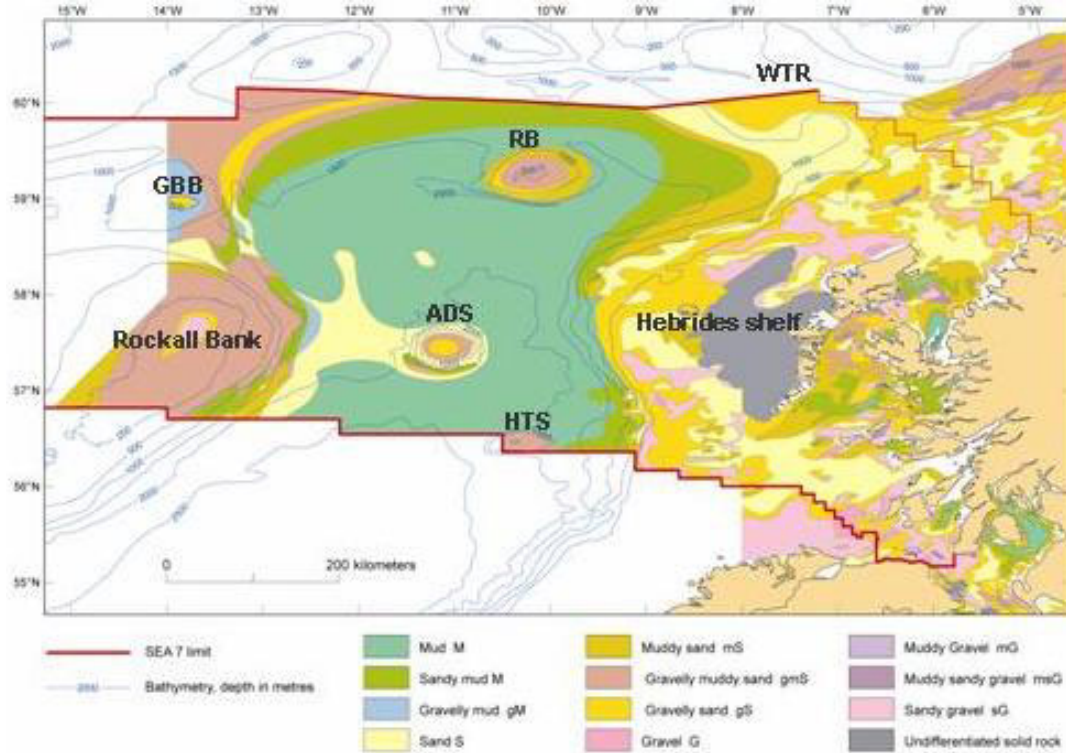 15°W 14°W 13°W 12°W 11°W 10°W 9°W 8°W 7°W 6°W 5°W
WTR
60°N
RB
GBB
59°N
58°N
ADS
Rockall Bank
Hebrides shelf
57°N
HTS
56°N
0 200 kilometers
55°N
SEA 7 limit
Bathymetry, depth in metres
Mud M
Sandy mud M
Gravelly mud gM
Sand S
Muddy sand mS
Gravelly muddy sand gmS
Gravelly sand gS
Gravel G
Muddy Gravel mG
Muddy sandy gravel msG
Sandy gravel sG
Undifferentiated solid rock